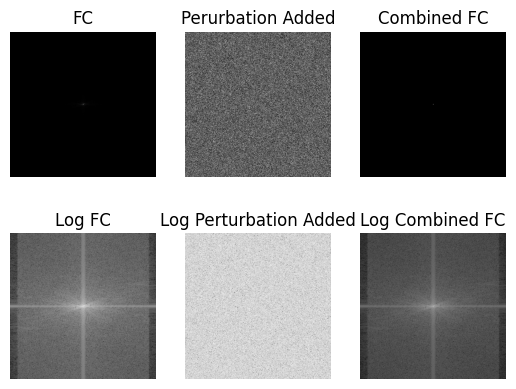 FC
Perurbation Added
Combined FC
Log FC
Log Perturbation Added
Log Combined FC